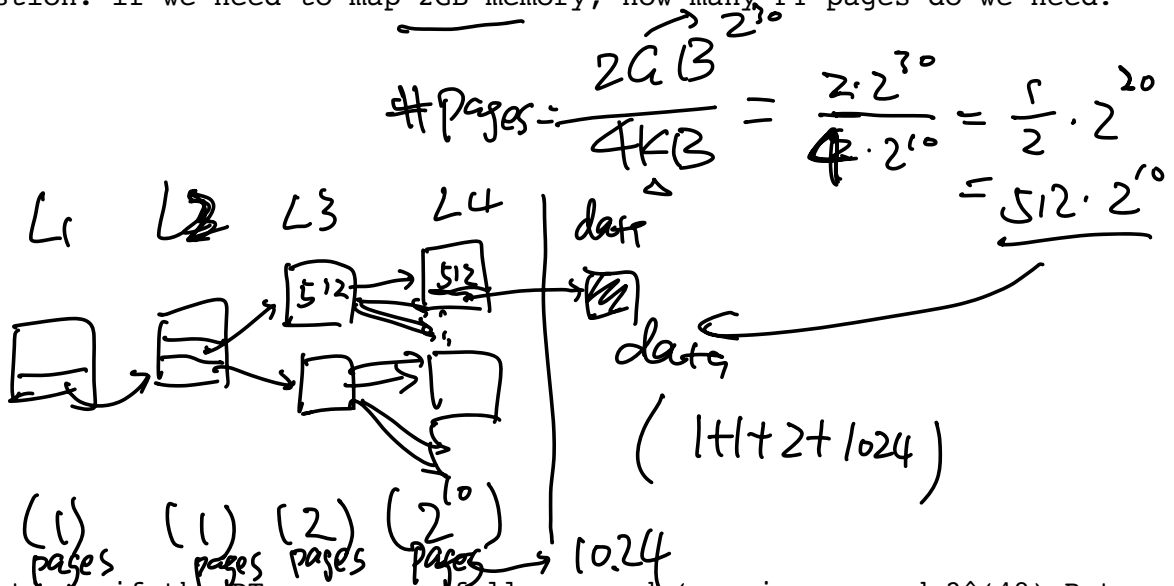 stion: If we need to map 2GB memory, how many PT pages do we need?
#pages = 2GB / 4KB = 2·2^30 / 4·2^10 = 1/2 · 2^20
2^30
= 512 · 2^10
L1 L2 L3 L4 data
512 512
data
(1+1+2+1024)
(1) (1) (2) (2^10)
pages pages pages pages → 1024